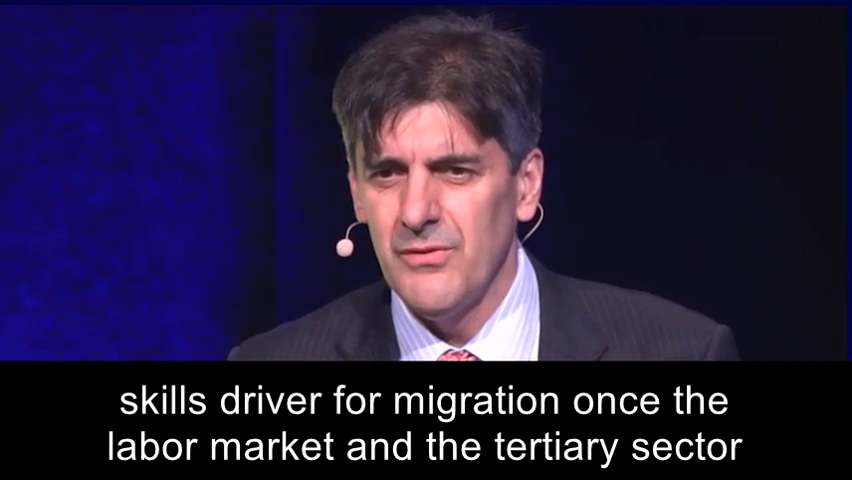 skills driver for migration once the
labor market and the tertiary sector